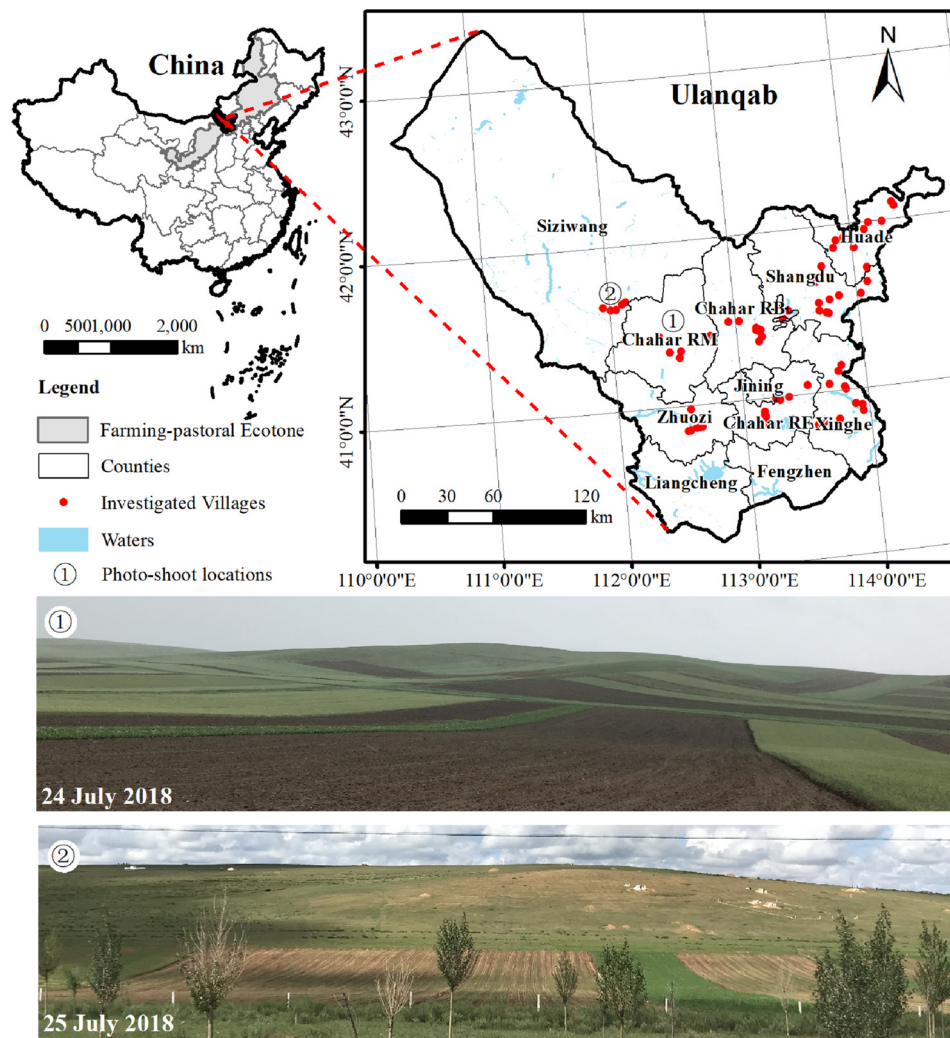 China
0 500 1,000 2,000
km
Legend
Farming-pastoral Ecotone
Counties
Investigated Villages
Waters
① Photo-shoot locations
Ulanqab
N
43°0'0"N
42°0'0"N
41°0'0"N
Siziwang
Huade
Shangdu
②
①
Chahar RB
Chahar RM
Jining
Zhuozi
Chahar RF
Xinghe
Liangcheng
Fengzhen
0 30 60 120
km
110°0'0"E
111°0'0"E
112°0'0"E
113°0'0"E
114°0'0"E
①
24 July 2018
②
25 July 2018